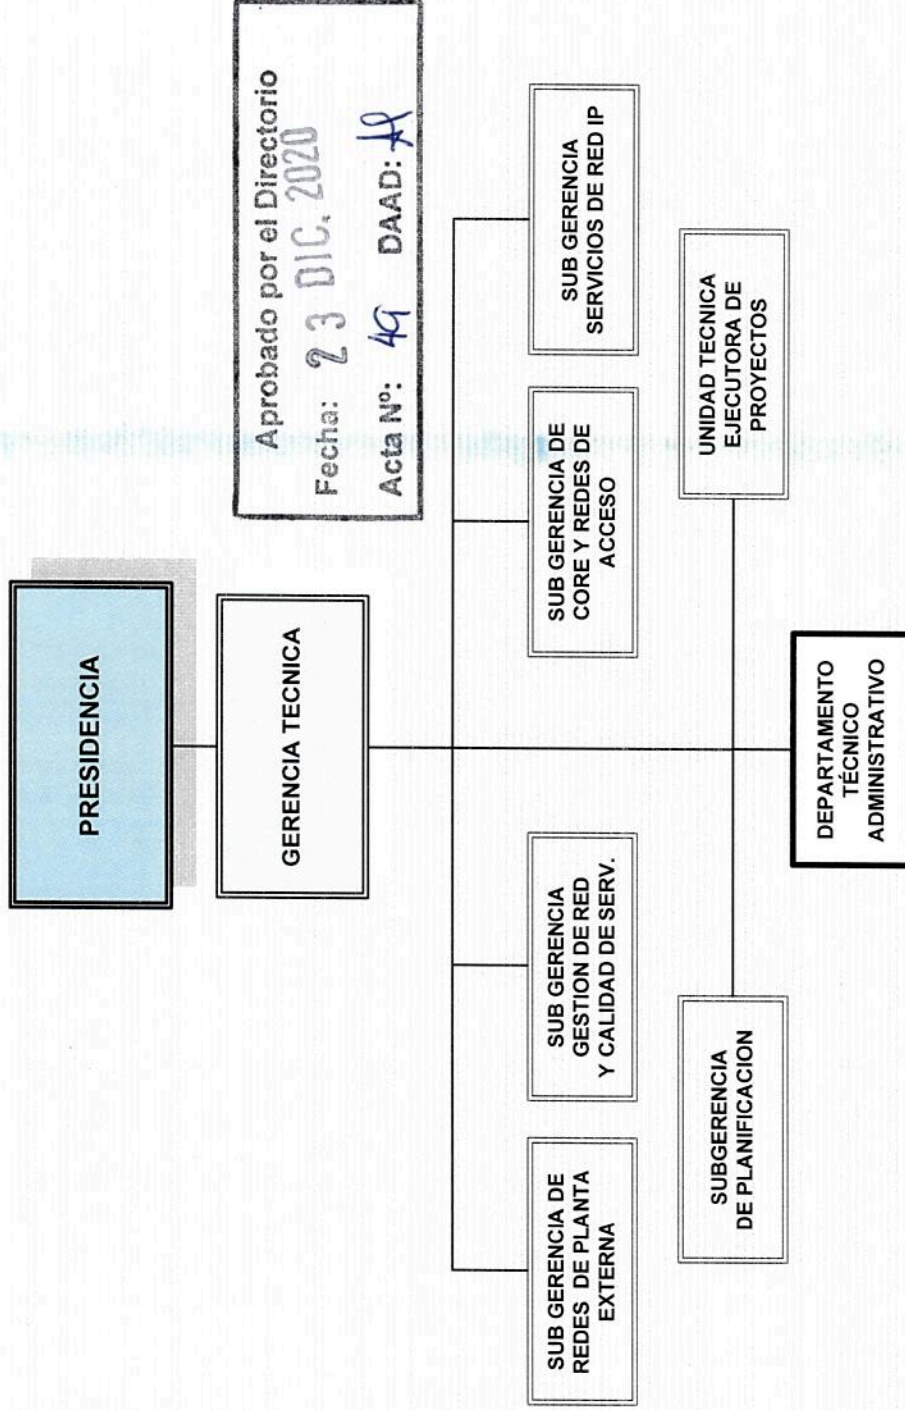 PRESIDENCIA
GERENCIA TECNICA
Aprobado por el Directorio
Fecha: 23 DIC. 2020
Acta Nº: 49 DAAD:
SUB GERENCIA DE
REDES DE PLANTA
EXTERNA
SUB GERENCIA
GESTION DE RED
Y CALIDAD DE SERV.
SUB GERENCIA DE
CORE Y REDES DE
ACCESO
SUB GERENCIA
SERVICIOS DE RED IP
SUBGERENCIA
DE PLANIFICACION
UNIDAD TECNICA
EJECUTORA DE
PROYECTOS
DEPARTAMENTO
TÉCNICO
ADMINISTRATIVO